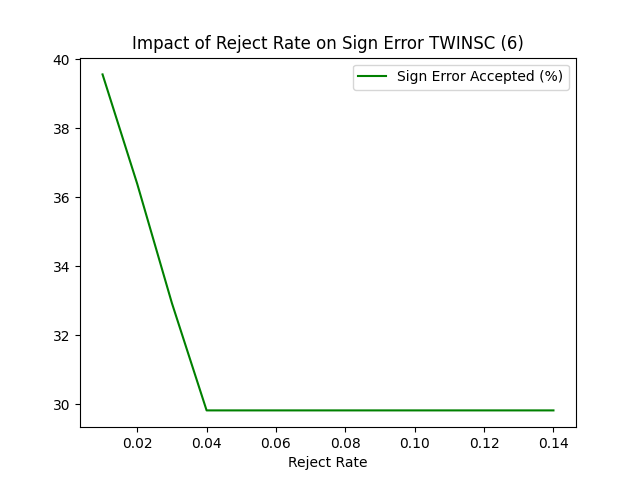 Impact of Reject Rate on Sign Error TWINSC (6)
Sign Error Accepted (%)
40
38
36
34
32
30
0.02 0.04 0.06 0.08 0.10 0.12 0.14
Reject Rate